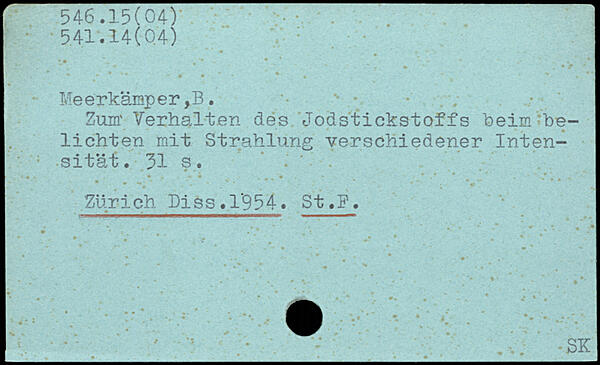 546.15(04)
541.14(04)
Meerkämper,B.
Zum Verhalten des Jodstickstoffs beim be-
lichten mit Strahlung verschiedener Inten-
sität. 31 s.
Zürich Diss.1954. St.F.
SK